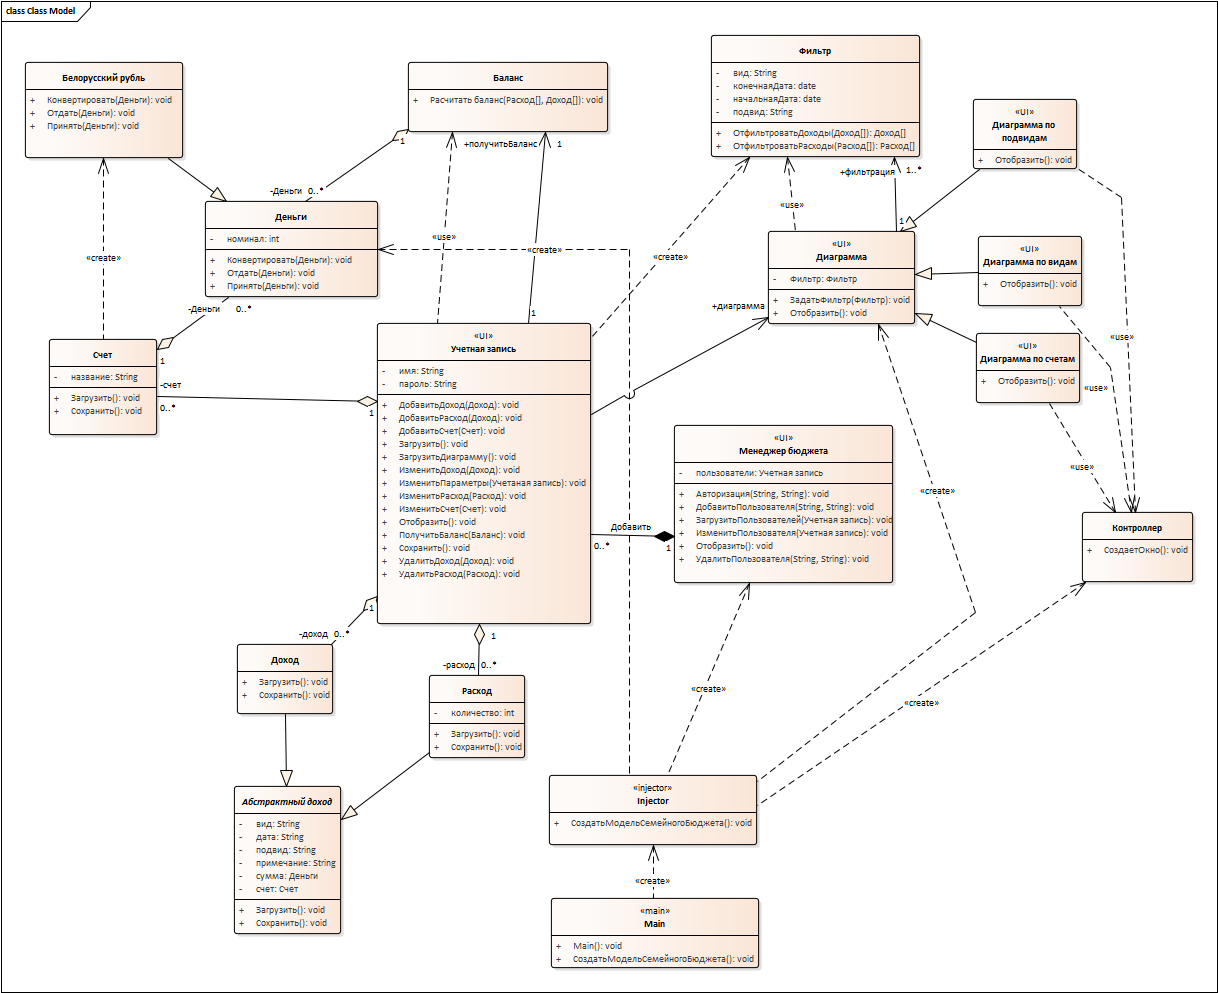 class Class Model
Белорусский рубль
+ Конвертировать(Деньги): void
+ Отдать(Деньги): void
+ Принять(Деньги): void
Баланс
+ Расчитать баланс(Расход[], Доход[]): void
Фильтр
- вид: String
- конечнаяДата: date
- начальнаяДата: date
- подвид: String
+ ОтфильтроватьДоходы(Доход[]): Доход[]
+ ОтфильтроватьРасходы(Расход[]): Расход[]
«UI»
Диаграмма по
подвидам
+ Отобразить(): void
1
+получитьБаланс
1
+фильтрация
1..*
-Деньги 0..*
Деньги
- номинал: int
+ Конвертировать(Деньги): void
+ Отдать(Деньги): void
+ Принять(Деньги): void
«use»
«use»
«create»
«create»
«create»
1
«UI»
Диаграмма
- Фильтр: Фильтр
+ ЗадатьФильтр(Фильтр): void
+ Отобразить(): void
«UI»
Диаграмма по видам
+ Отобразить(): void
-Деньги 0..*
+диаграмма
1
«use»
«UI»
Диаграмма по счетам
+ Отобразить(): void
«use»
«use»
Счет
- название: String
+ Загрузить(): void
+ Сохранить(): void
1
-счет
0..*
1
«UI»
Учетная запись
- имя: String
- пароль: String
+ ДобавитьДоход(Доход): void
+ ДобавитьРасход(Доход): void
+ ДобавитьСчет(Счет): void
+ Загрузить(): void
+ ЗагрузитьДиаграмму(): void
+ ИзменитьДоход(Доход): void
+ ИзменитьПараметры(Учетаная запись): void
+ ИзменитьРасход(Расход): void
+ ИзменитьСчет(Счет): void
+ Отобразить(): void
+ ПолучитьБаланс(Баланс): void
+ Сохранить(): void
+ УдалитьДоход(Доход): void
+ УдалитьРасход(Расход): void
«UI»
Менеджер бюджета
- пользователи: Учетная запись
+ Авторизация(String, String): void
+ ДобавитьПользователя(String, String): void
+ ЗагрузитьПользователей(Учетная запись): void
+ ИзменитьПользователя(Учетная запись): void
+ Отобразить(): void
+ УдалитьПользователя(String, String): void
Добавить
0..*
1
«create»
Контроллер
+ СоздаетОкно(): void
1
-доход 0..*
1
-расход 0..*
Доход
+ Загрузить(): void
+ Сохранить(): void
Расход
- количество: int
+ Загрузить(): void
+ Сохранить(): void
«create»
«create»
Абстрактный доход
- вид: String
- дата: String
- подвид: String
- примечание: String
- сумма: Деньги
- счет: Счет
+ Загрузить(): void
+ Сохранить(): void
«injector»
Injector
+ СоздатьМодельСемейногоБюджета(): void
«create»
«main»
Main
+ Main(): void
+ СоздатьМодельСемейногоБюджета(): void